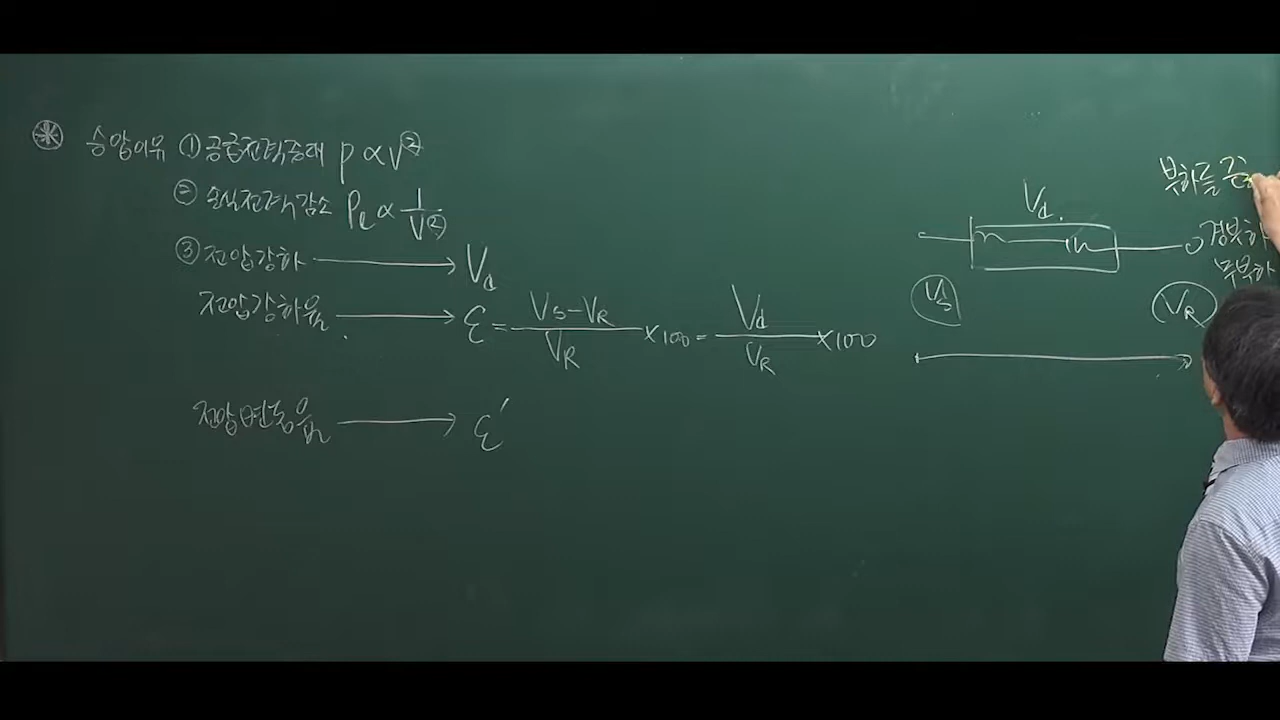 승압이유 ① 공급전력증대 P ∝ V²
② 손실전력감소 Pℓ ∝ 1/V²
③ 전압강하 → Vd
전압강하율 → ε = (Vs - VR)/VR × 100 = Vd/VR × 100
전압변동율 → ε′
부하를
Vd
경부하
무부하
Vs
VR